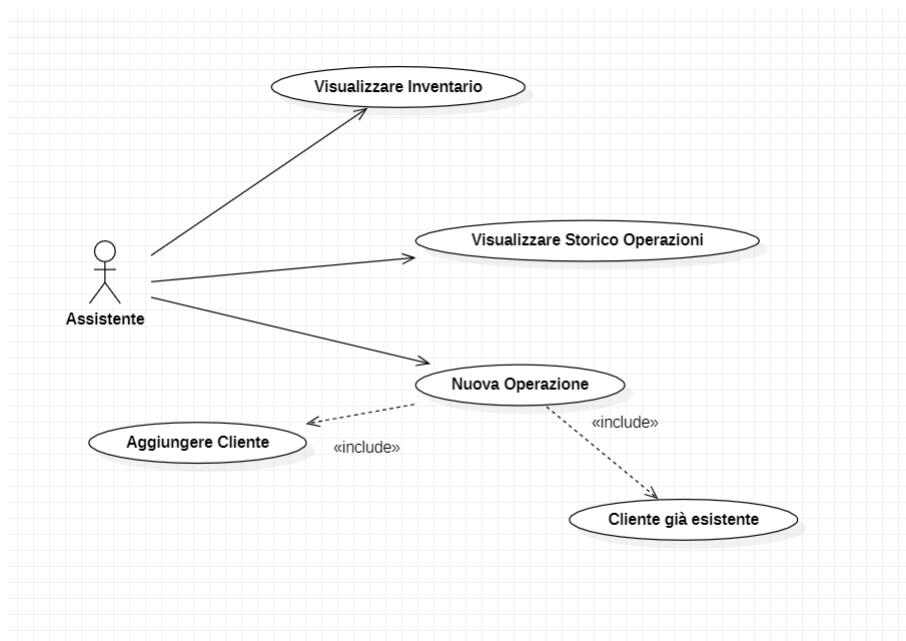 Visualizzare Inventario
Visualizzare Storico Operazioni
Assistente
Nuova Operazione
«include»
Aggiungere Cliente
«include»
Cliente già esistente